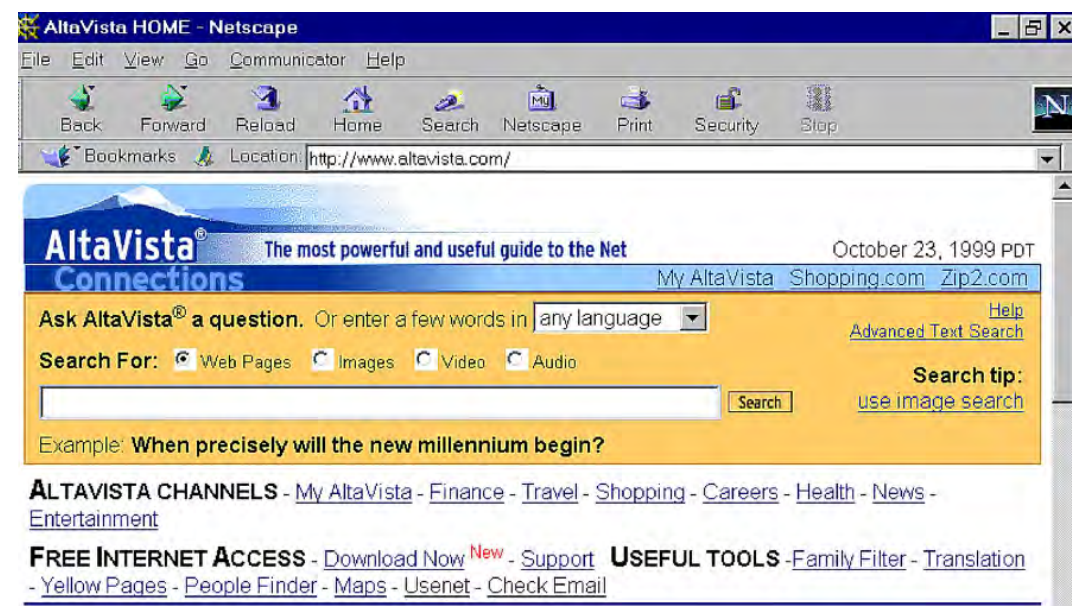 AltaVista HOME - Netscape
File Edit View Go Communicator Help
Back Forward Reload Home Search Netscape Print Security Stop
My
N
Bookmarks Location: http://www.altavista.com/
AltaVista® The most powerful and useful guide to the Net October 23, 1999 PDT
Connections My AltaVista Shopping.com Zip2.com
Ask AltaVista® a question. Or enter a few words in any language Help
Advanced Text Search
Search For: Web Pages Images Video Audio
Search tip:
Search use image search
Example: When precisely will the new millennium begin?
ALTAVISTA CHANNELS - My AltaVista - Finance - Travel - Shopping - Careers - Health - News -
Entertainment
FREE INTERNET ACCESS - Download Now New - Support USEFUL TOOLS -Family Filter - Translation
- Yellow Pages - People Finder - Maps - Usenet - Check Email